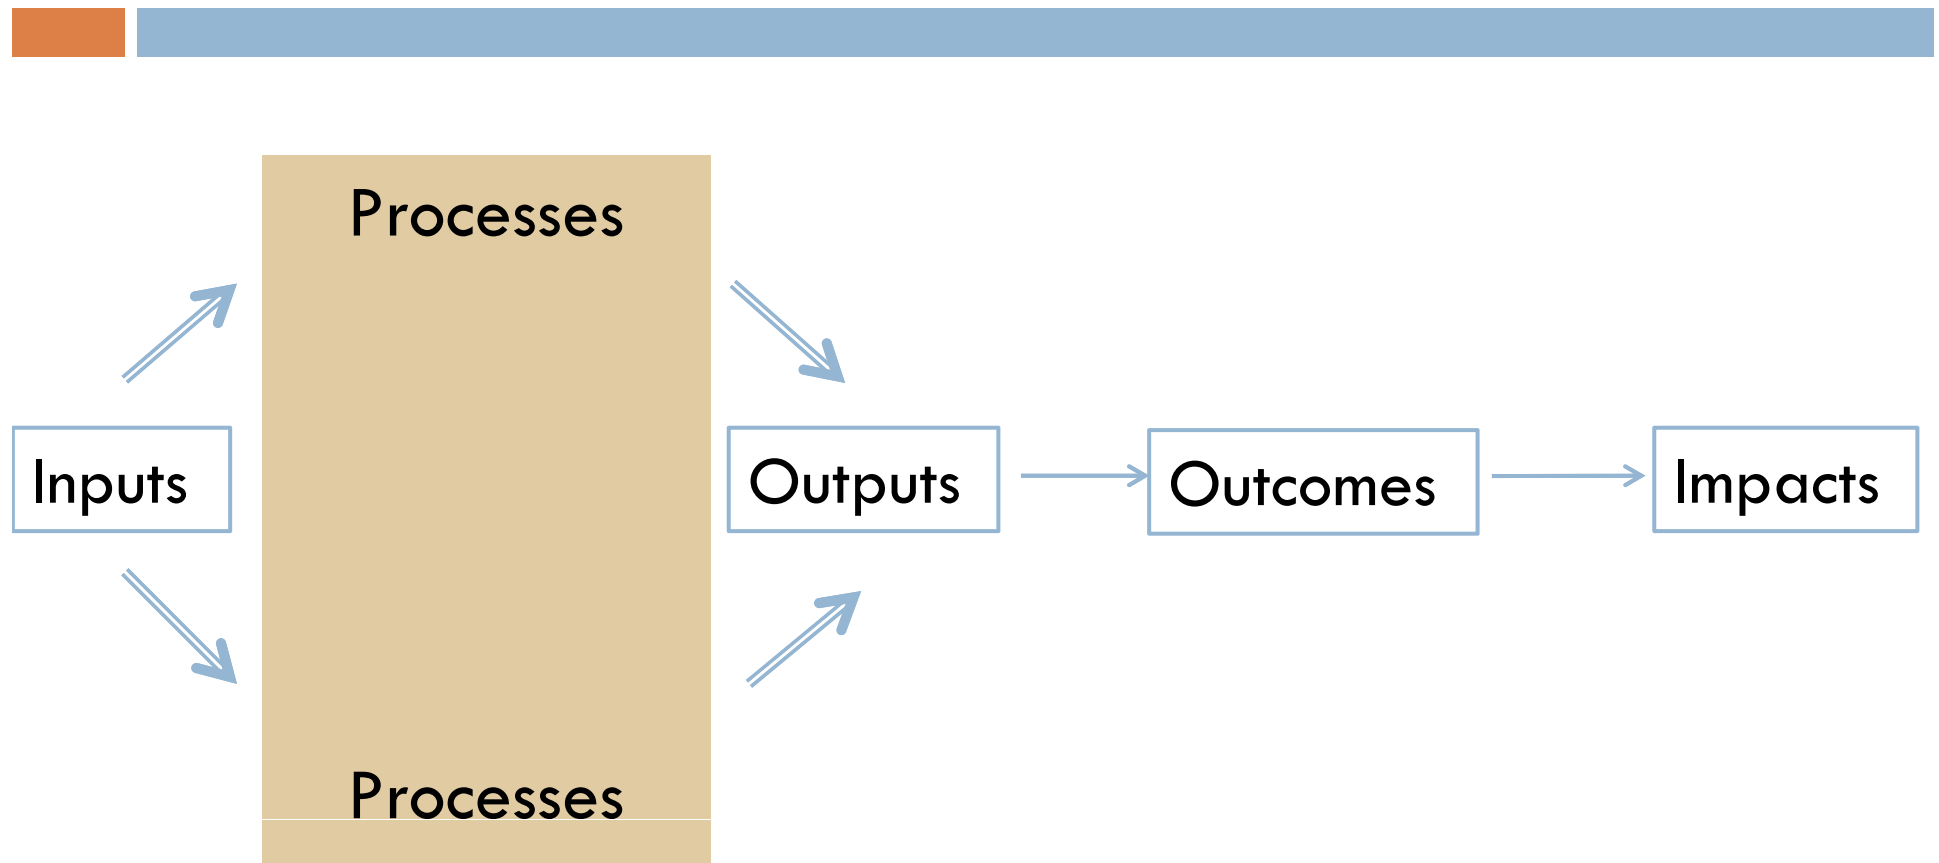 Processes
Inputs
Outputs
Outcomes
Impacts
Processes